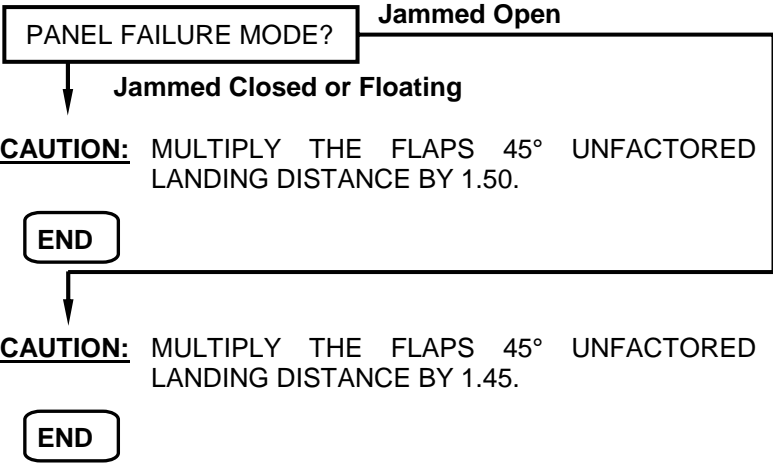 Jammed Open
PANEL FAILURE MODE?
Jammed Closed or Floating
CAUTION: MULTIPLY THE FLAPS 45° UNFACTORED
LANDING DISTANCE BY 1.50.
END
CAUTION: MULTIPLY THE FLAPS 45° UNFACTORED
LANDING DISTANCE BY 1.45.
END